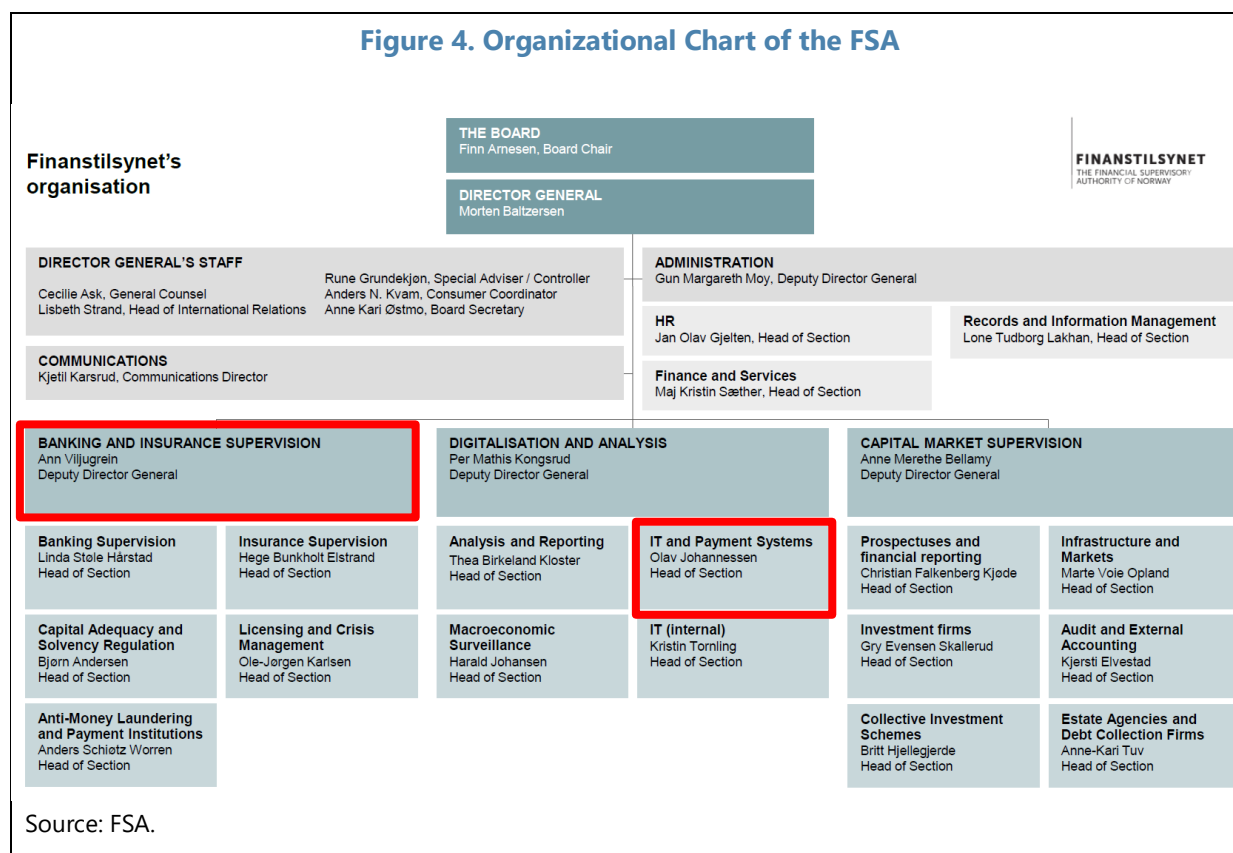 Figure 4. Organizational Chart of the FSA
Finanstilsynet's
organisation
THE BOARD
Finn Arnesen, Board Chair
DIRECTOR GENERAL
Morten Baltzersen
FINANSTILSYNET
THE FINANCIAL SUPERVISORY
AUTHORITY OF NORWAY
DIRECTOR GENERAL'S STAFF
Cecilie Ask, General Counsel
Lisbeth Strand, Head of International Relations
Rune Grundekjøn, Special Adviser / Controller
Anders N. Kvam, Consumer Coordinator
Anne Kari Østmo, Board Secretary
COMMUNICATIONS
Kjetil Karsrud, Communications Director
ADMINISTRATION
Gun Margareth Moy, Deputy Director General
HR
Jan Olav Gjelten, Head of Section
Records and Information Management
Lone Tudborg Lakhan, Head of Section
Finance and Services
Maj Kristin Sæther, Head of Section
BANKING AND INSURANCE SUPERVISION
Ann Viljugrein
Deputy Director General
DIGITALISATION AND ANALYSIS
Per Mathis Kongsrud
Deputy Director General
CAPITAL MARKET SUPERVISION
Anne Merethe Bellamy
Deputy Director General
Banking Supervision
Linda Støle Hårstad
Head of Section
Insurance Supervision
Hege Bunkholt Elstrand
Head of Section
Analysis and Reporting
Thea Birkeland Kloster
Head of Section
IT and Payment Systems
Olav Johannessen
Head of Section
Prospectuses and
financial reporting
Christian Falkenberg Kjøde
Head of Section
Infrastructure and
Markets
Marte Voie Opland
Head of Section
Capital Adequacy and
Solvency Regulation
Bjørn Andersen
Head of Section
Licensing and Crisis
Management
Ole-Jørgen Karlsen
Head of Section
Macroeconomic
Surveillance
Harald Johansen
Head of Section
IT (internal)
Kristin Tornling
Head of Section
Investment firms
Gry Evensen Skallerud
Head of Section
Audit and External
Accounting
Kjersti Elvestad
Head of Section
Anti-Money Laundering
and Payment Institutions
Anders Schiøtz Worren
Head of Section
Collective Investment
Schemes
Britt Hjellegjerde
Head of Section
Estate Agencies and
Debt Collection Firms
Anne-Kari Tuv
Head of Section
Source: FSA.